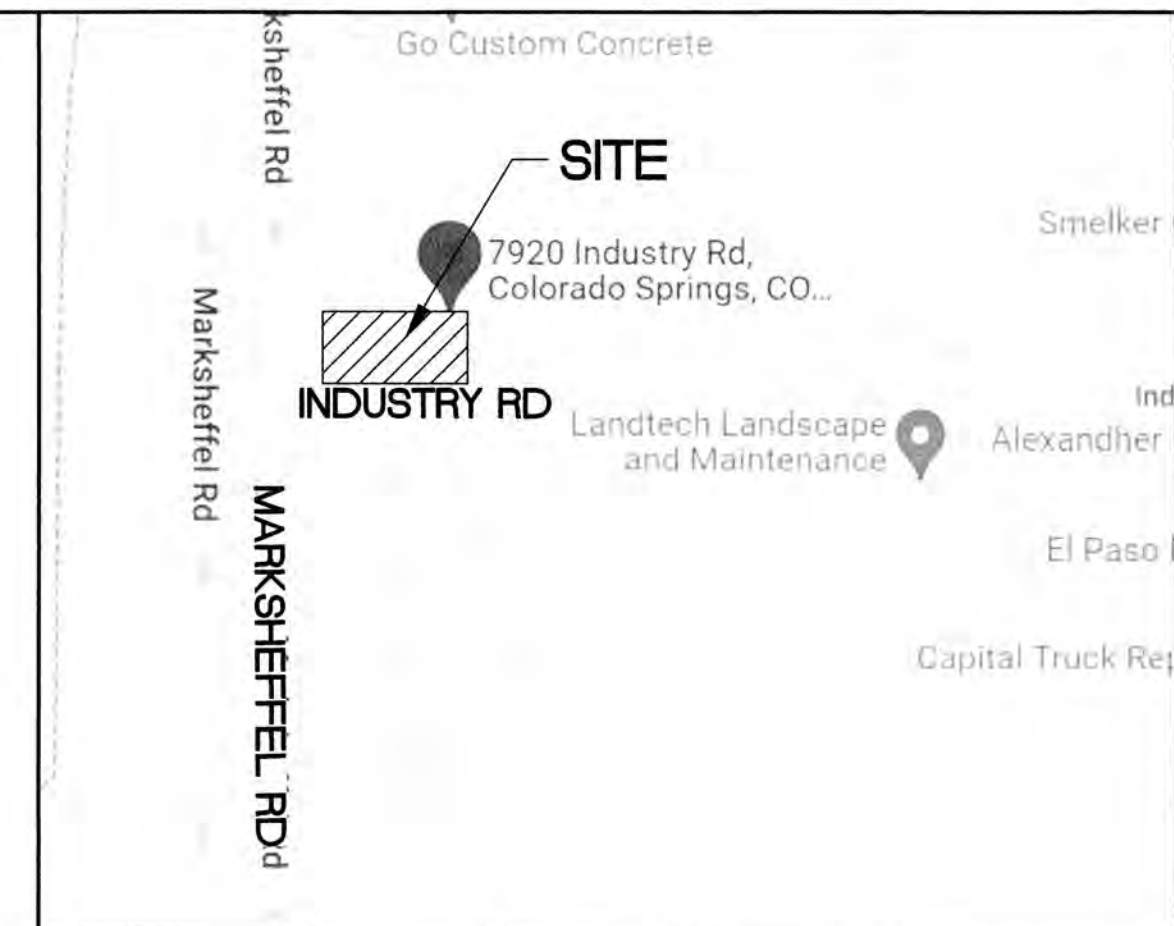 ksheffel Rd
Go Custom Concrete
SITE
Smelker
7920 Industry Rd,
Colorado Springs, CO...
Marksheffel Rd
INDUSTRY RD
Ind
Landtech Landscape
and Maintenance
Alexandher
MARKSHEFFEL RD
d
El Paso
Capital Truck Rep